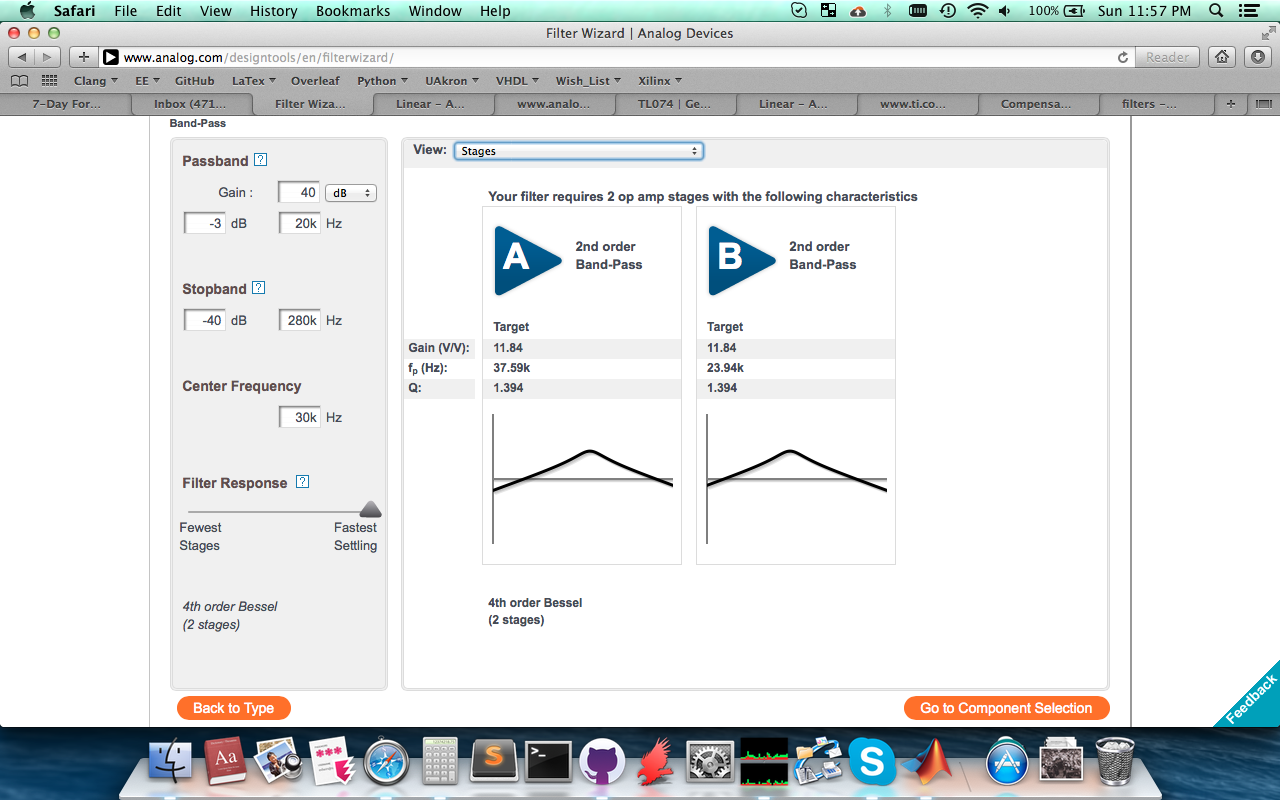 Safari File Edit View History Bookmarks Window Help 100% Sun 11:57 PM
Filter Wizard | Analog Devices
www.analog.com/designtools/en/filterwizard/ Reader
Clang EE GitHub LaTex Overleaf Python UAkron VHDL Wish_List Xilinx
7-Day For... Inbox (471... Filter Wiza... Linear – A... www.analo... TL074 | Ge... Linear – A... www.ti.co... Compensa... filters –...
Band-Pass
Passband ?
Gain : 40 dB
-3 dB 20k Hz
Stopband ?
-40 dB 280k Hz
Center Frequency
30k Hz
Filter Response ?
Fewest Stages
Fastest Settling
4th order Bessel
(2 stages)
View: Stages
Your filter requires 2 op amp stages with the following characteristics
A 2nd order Band-Pass
B 2nd order Band-Pass
Target Target
Gain (V/V): 11.84 11.84
fp (Hz): 37.59k 23.94k
Q: 1.394 1.394
4th order Bessel
(2 stages)
Back to Type
Go to Component Selection
Feedback
Aa
S
S